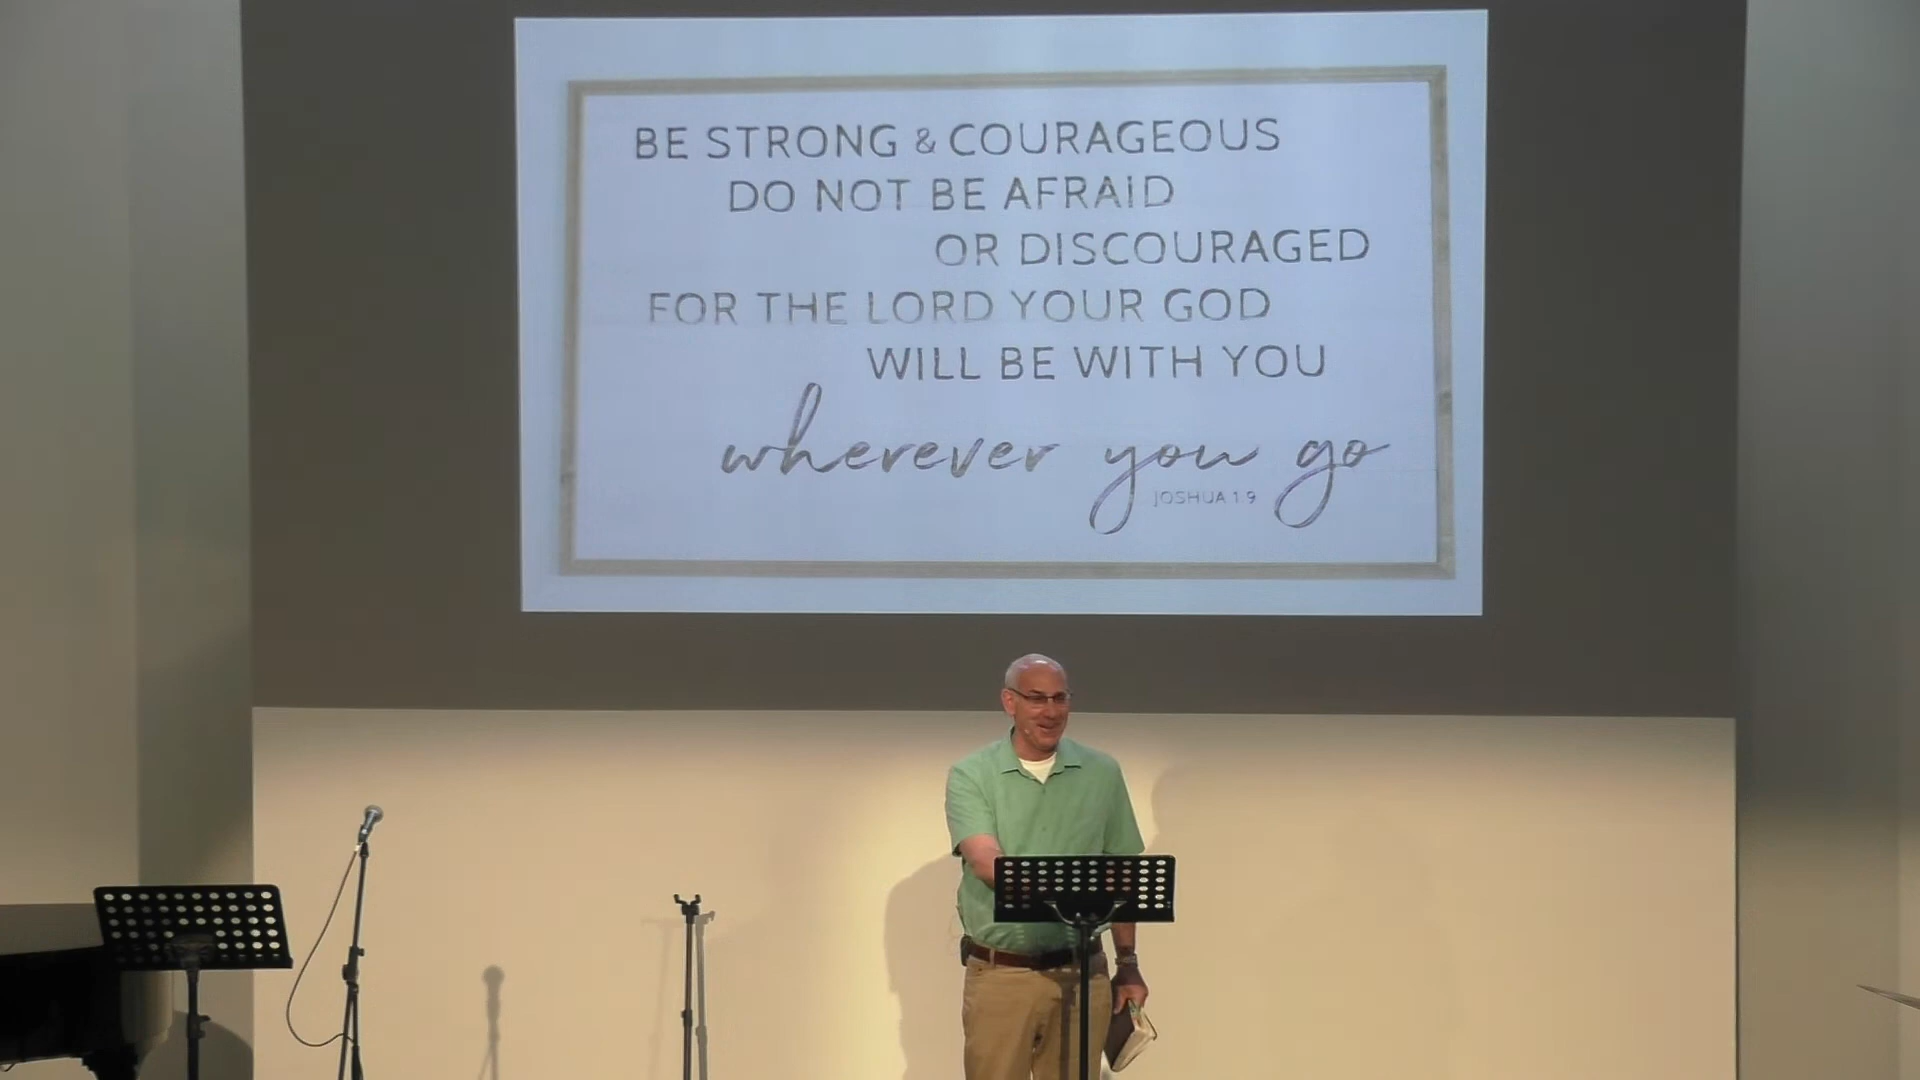 BE STRONG & COURAGEOUS
DO NOT BE AFRAID
OR DISCOURAGED
FOR THE LORD YOUR GOD
WILL BE WITH YOU
wherever you go
JOSHUA 1:9